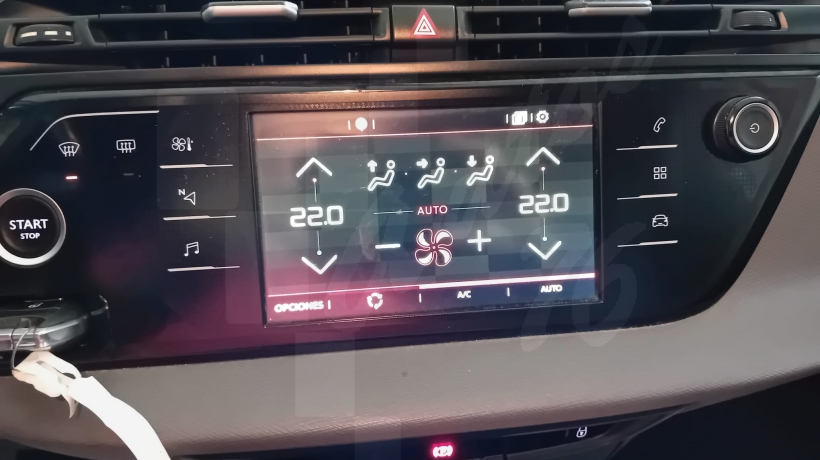 N
START
STOP
22.0
22.0
AUTO
OPCIONES
A/C
AUTO